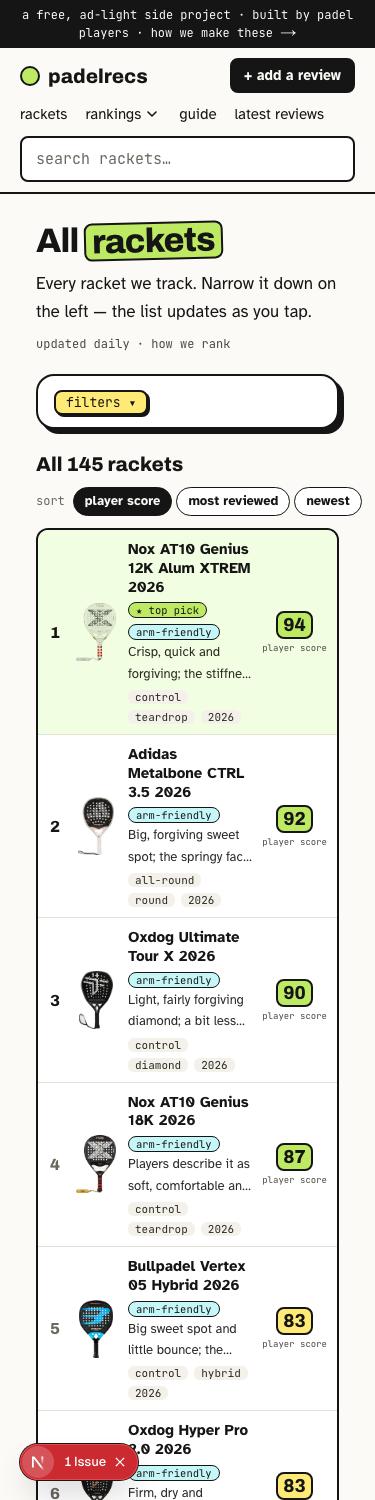 a free, ad-light side project · built by padel
players · how we make these →
padelrecs
+ add a review
rackets rankings guide latest reviews
search rackets…
All rackets
Every racket we track. Narrow it down on
the left — the list updates as you tap.
updated daily · how we rank
filters ▾
All 145 rackets
sort player score most reviewed newest
Nox AT10 Genius
12K Alum XTREM
2026
★ top pick
arm-friendly
Crisp, quick and
forgiving; the stiffne…
control
teardrop 2026
1
94
player score
Adidas
Metalbone CTRL
3.5 2026
arm-friendly
Big, forgiving sweet
spot; the springy fac…
all-round
round 2026
2
92
player score
Oxdog Ultimate
Tour X 2026
arm-friendly
Light, fairly forgiving
diamond; a bit less…
control
diamond 2026
3
90
player score
Nox AT10 Genius
18K 2026
arm-friendly
Players describe it as
soft, comfortable an…
control
teardrop 2026
4
87
player score
Bullpadel Vertex
05 Hybrid 2026
arm-friendly
Big sweet spot and
little bounce; the…
control hybrid
2026
5
83
player score
Oxdog Hyper Pro
2.0 2026
arm-friendly
Firm, dry and
6
83
player score
N 1 Issue ×